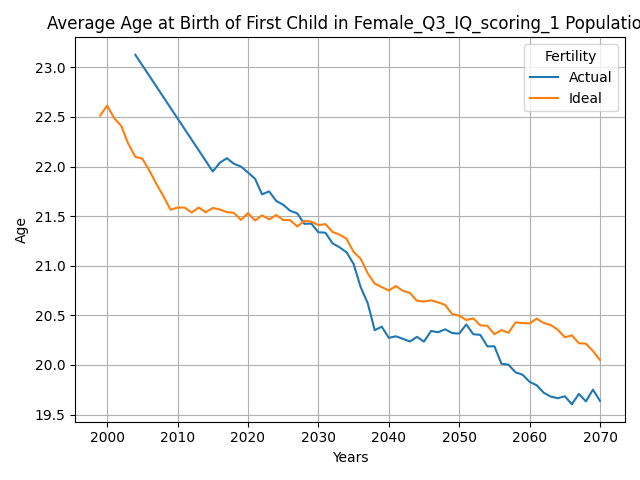 Average Age at Birth of First Child in Female_Q3_IQ_scoring_1 Populatio
Fertility
Actual
Ideal
23.0
22.5
22.0
21.5
21.0
20.5
20.0
19.5
Age
2000 2010 2020 2030 2040 2050 2060 2070
Years